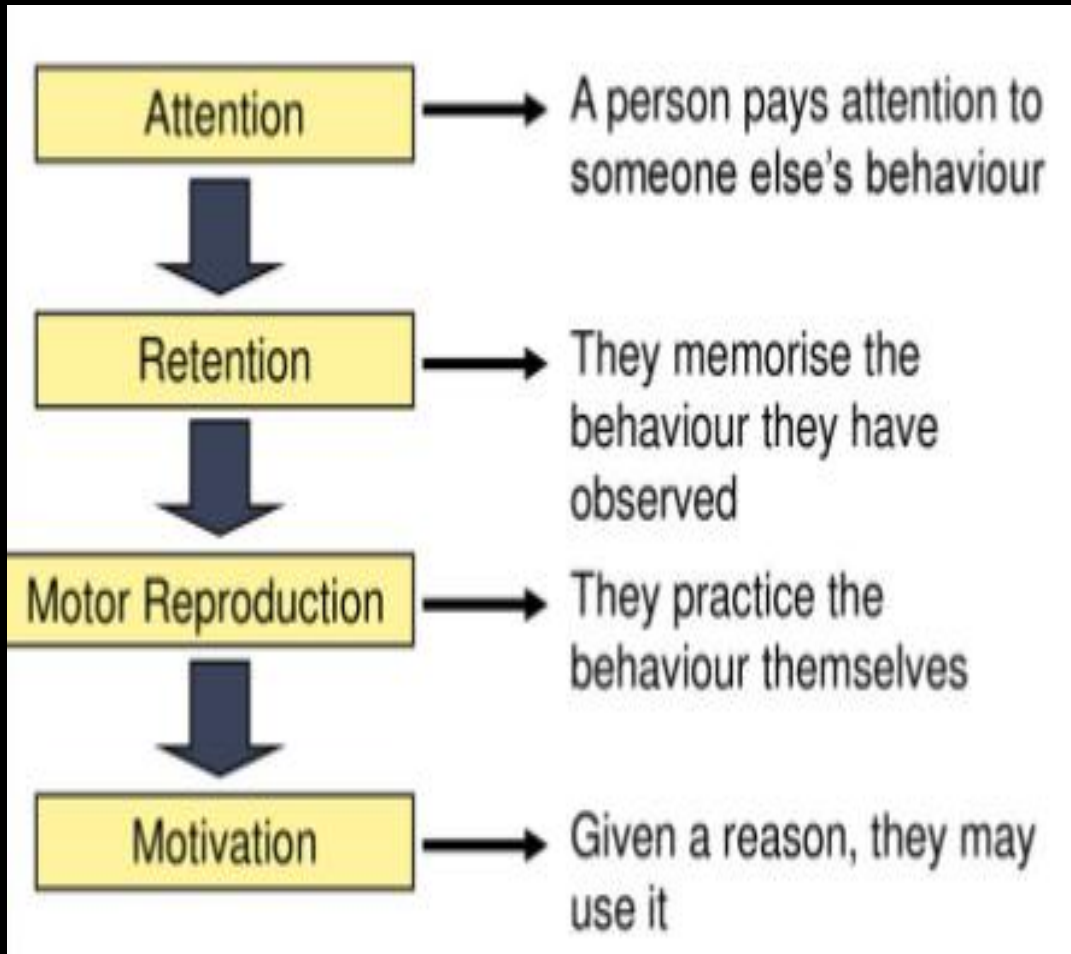 Attention
A person pays attention to
someone else's behaviour
Retention
They memorise the
behaviour they have
observed
Motor Reproduction
They practice the
behaviour themselves
Motivation
Given a reason, they may
use it